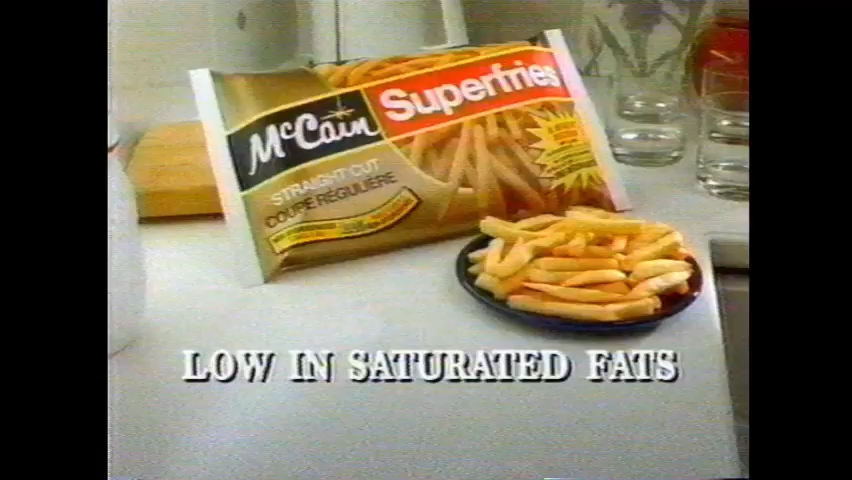 McCain
Superfries
STRAIGHT CUT
COUPE RÉGULIÈRE
LOW IN SATURATED FATS